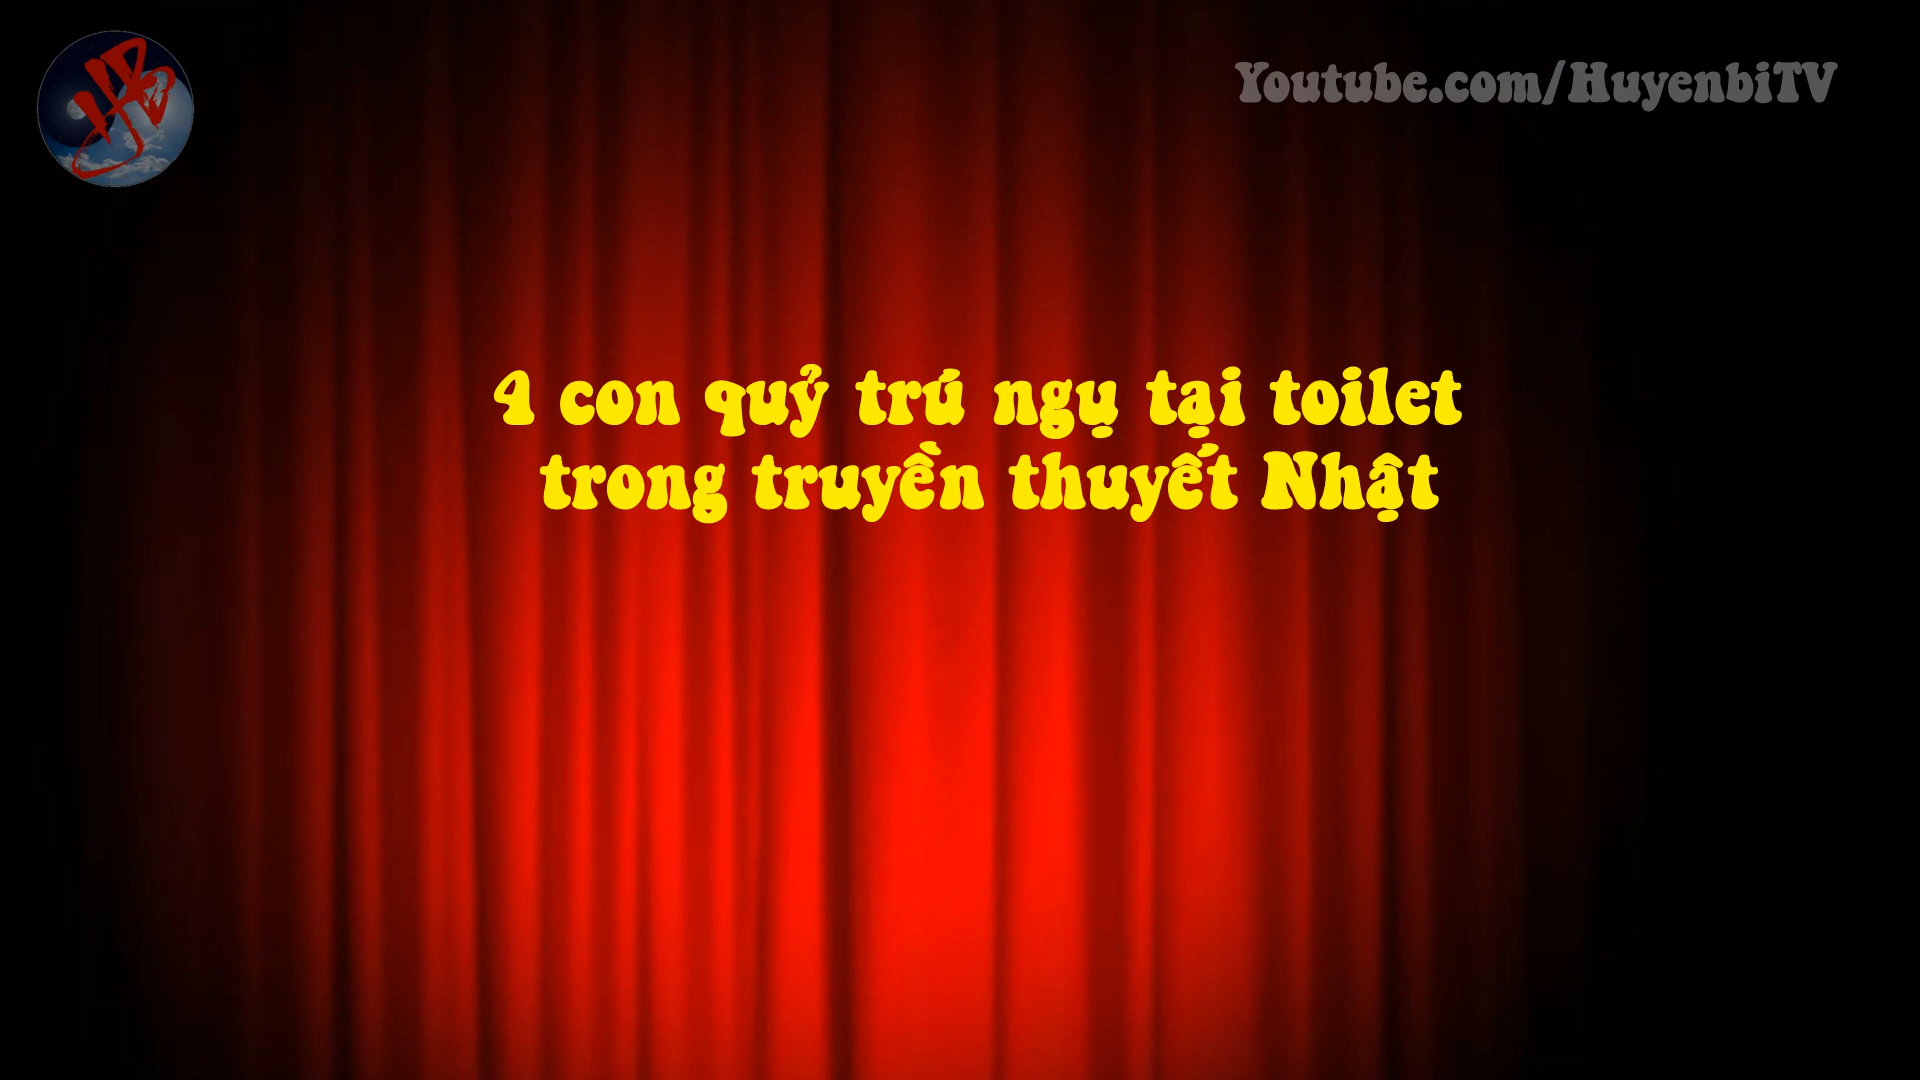 Youtube.com/HuyenbiTV
4 con quỷ trú ngụ tại toilet
trong truyền thuyết Nhật